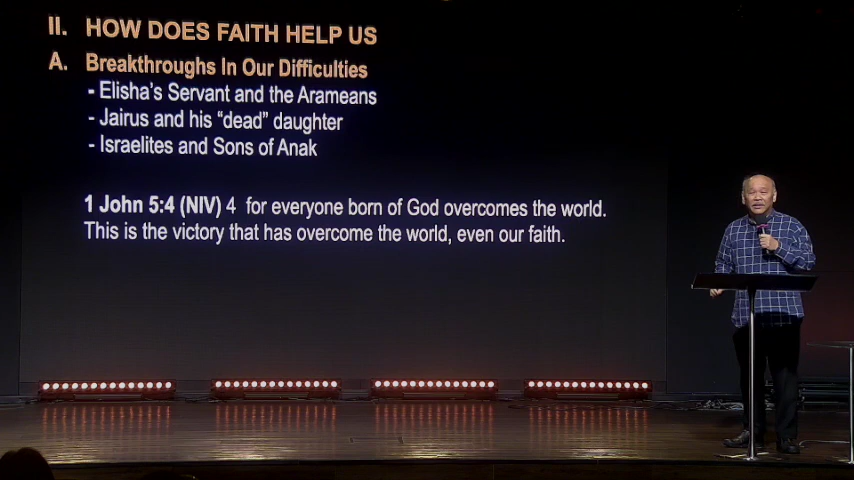 II. HOW DOES FAITH HELP US
A. Breakthroughs In Our Difficulties
- Elisha's Servant and the Arameans
- Jairus and his “dead” daughter
- Israelites and Sons of Anak
1 John 5:4 (NIV) 4 for everyone born of God overcomes the world.
This is the victory that has overcome the world, even our faith.